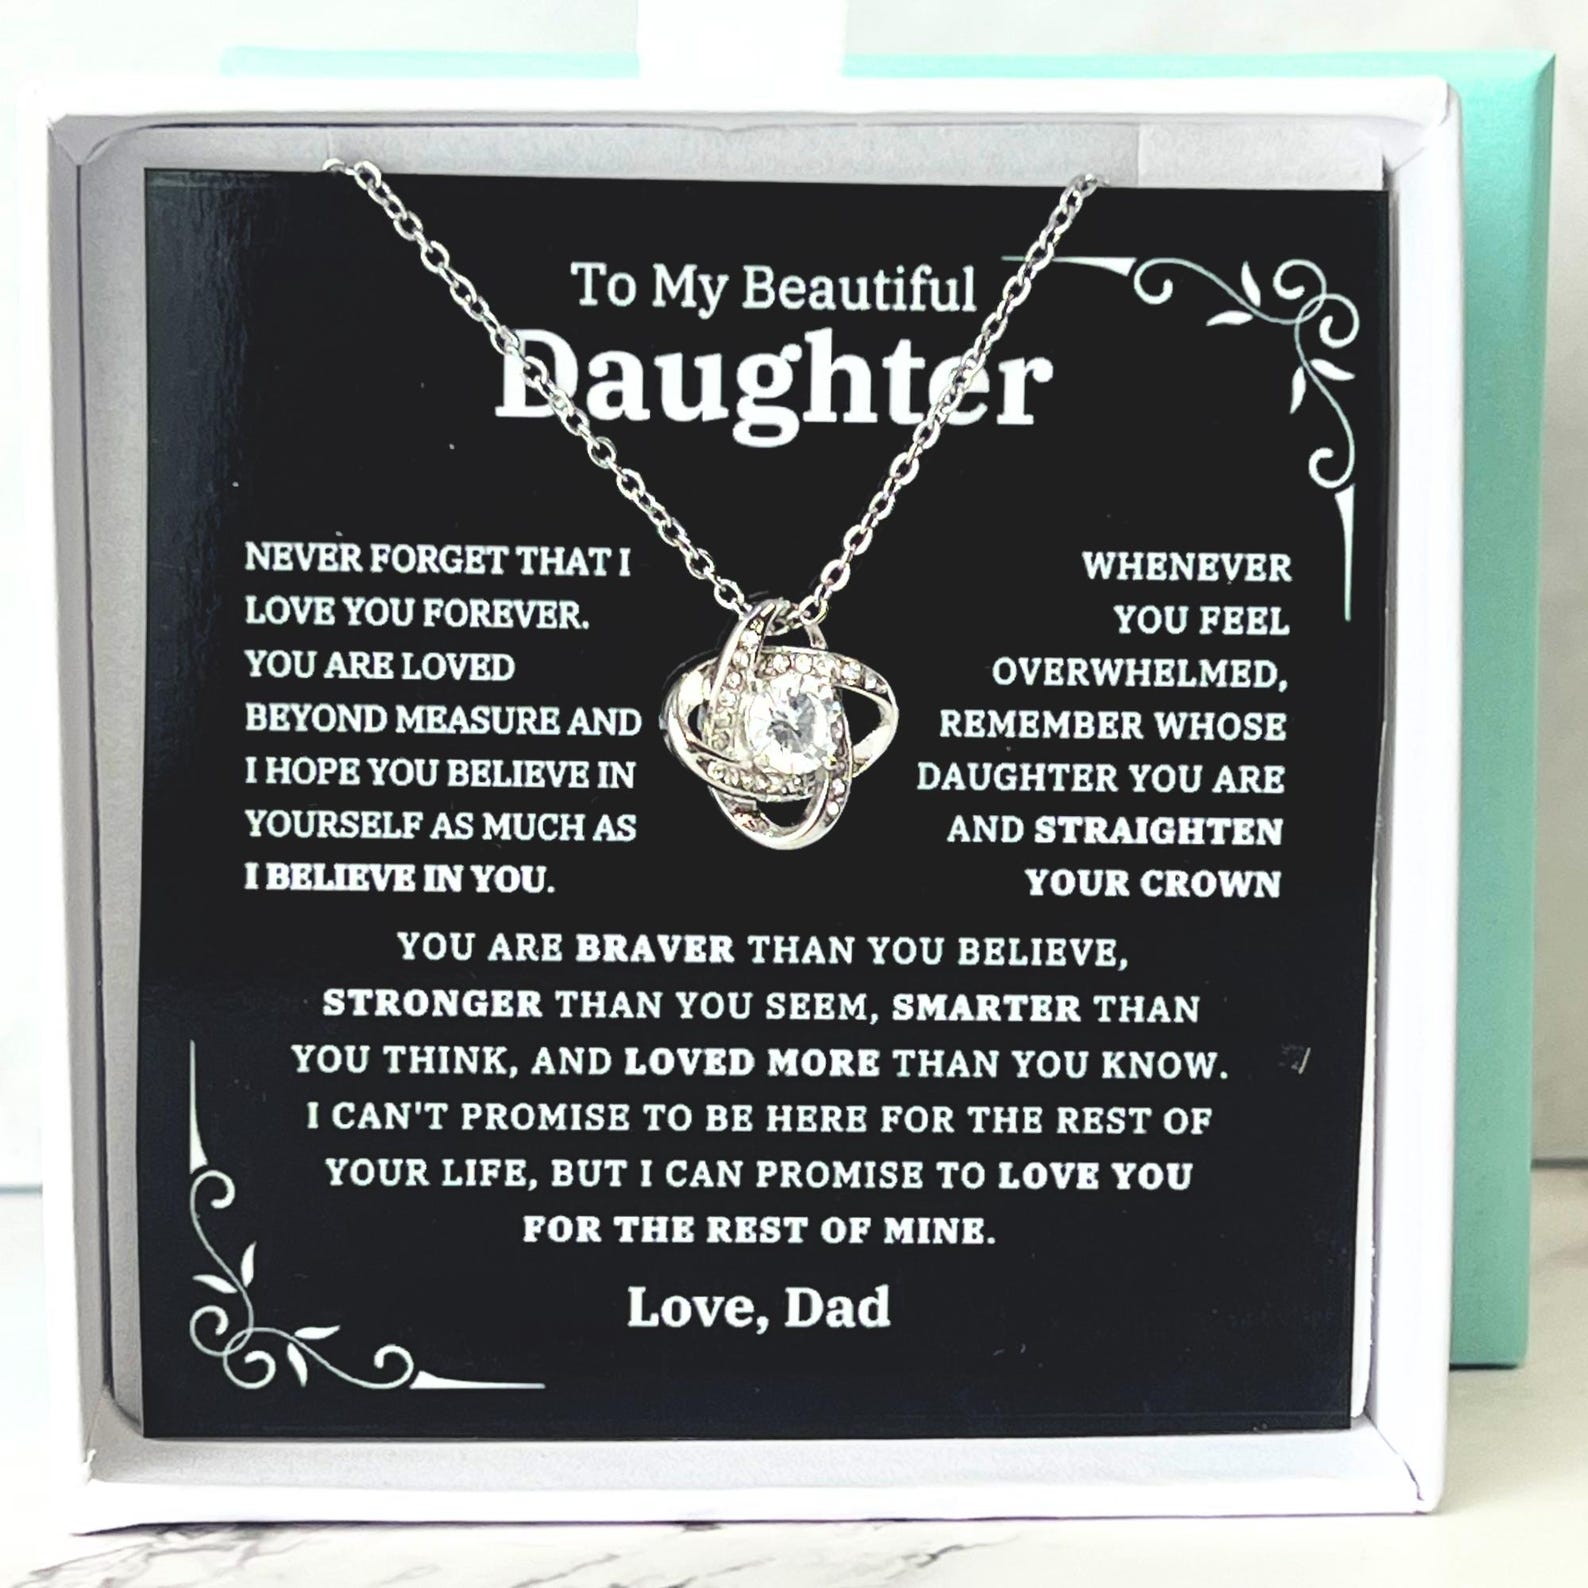 To My Beautiful
Daughter
NEVER FORGET THAT I
LOVE YOU FOREVER.
YOU ARE LOVED
BEYOND MEASURE AND
I HOPE YOU BELIEVE IN
YOURSELF AS MUCH AS
I BELIEVE IN YOU.
WHENEVER
YOU FEEL
OVERWHELMED,
REMEMBER WHOSE
DAUGHTER YOU ARE
AND STRAIGHTEN
YOUR CROWN
YOU ARE BRAVER THAN YOU BELIEVE,
STRONGER THAN YOU SEEM, SMARTER THAN
YOU THINK, AND LOVED MORE THAN YOU KNOW.
I CAN'T PROMISE TO BE HERE FOR THE REST OF
YOUR LIFE, BUT I CAN PROMISE TO LOVE YOU
FOR THE REST OF MINE.
Love, Dad